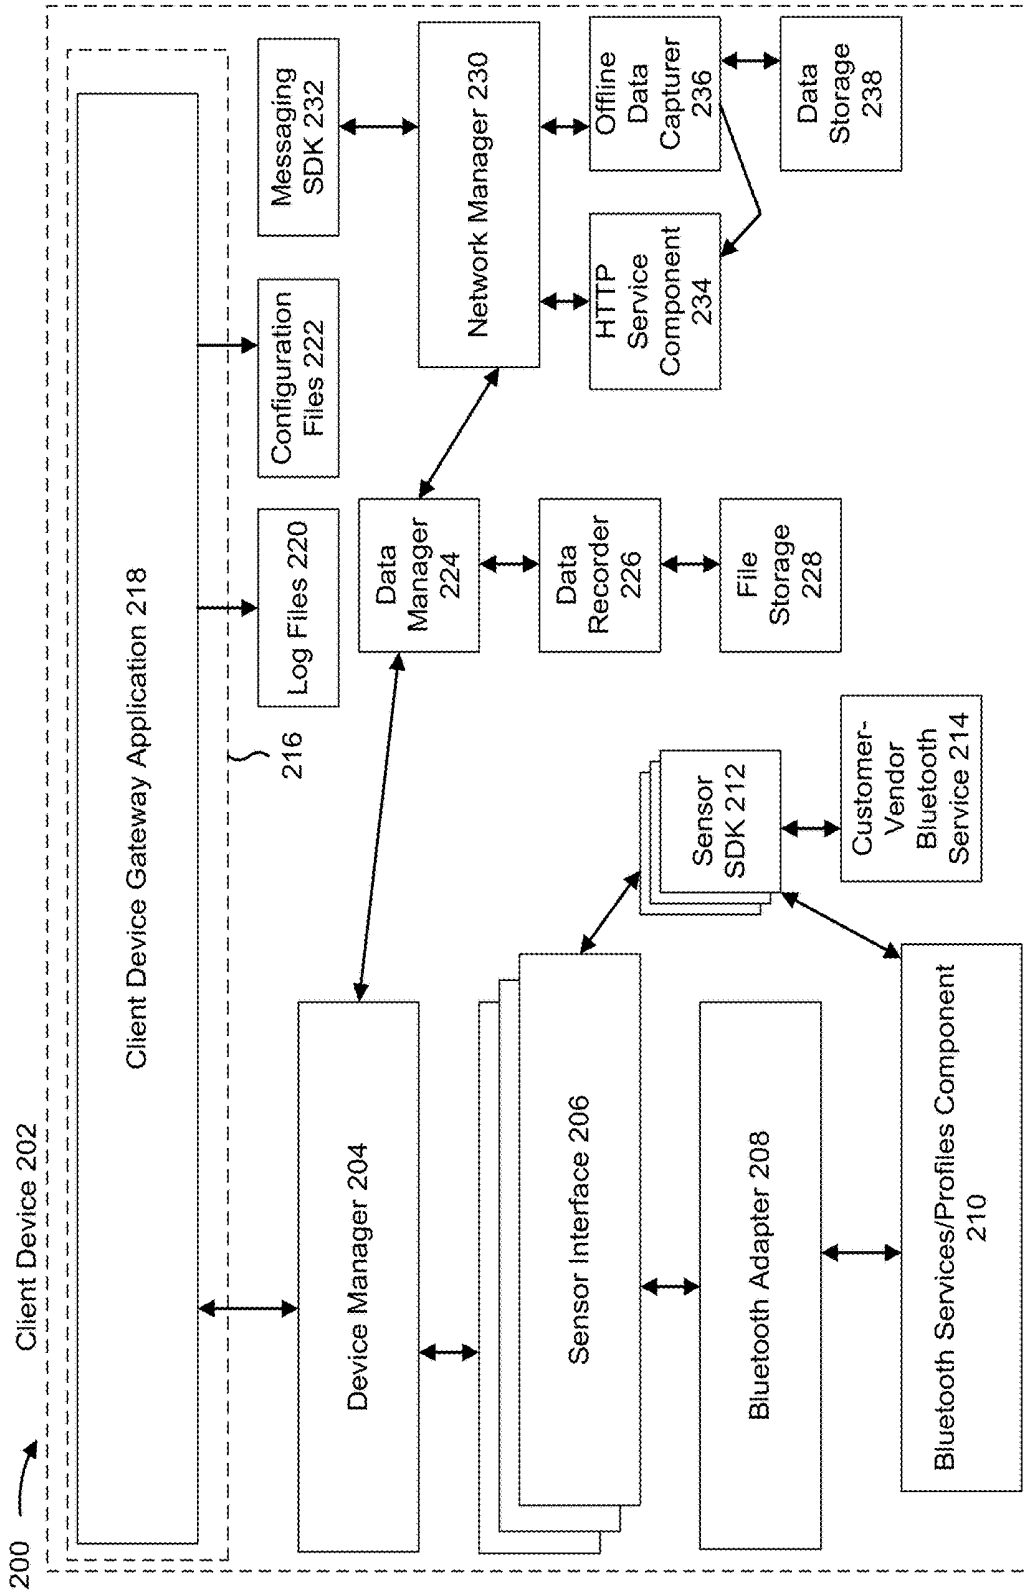 200
Client Device 202
Client Device Gateway Application 218
216
Device Manager 204
Log Files 220
Configuration
Files 222
Messaging
SDK 232
Sensor Interface 206
Data
Manager
224
Network Manager 230
Bluetooth Adapter 208
Sensor
SDK 212
Data
Recorder
226
HTTP
Service
Component
234
Offline
Data
Capturer
236
Bluetooth Services/Profiles Component
210
Customer-
Vendor
Bluetooth
Service 214
File
Storage
228
Data
Storage
238